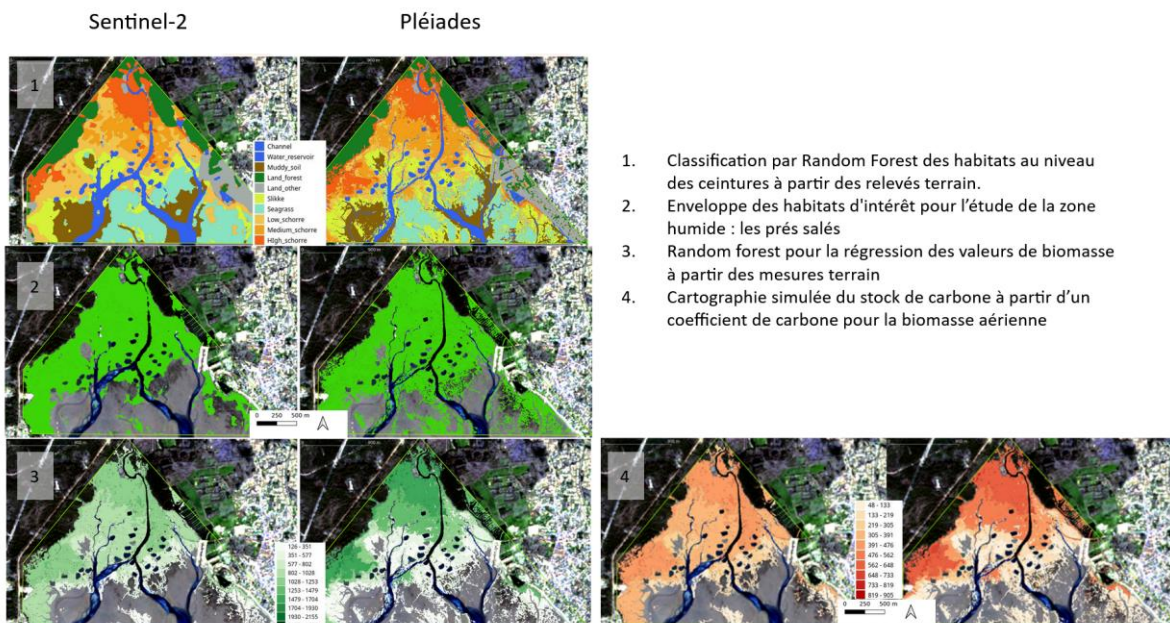 Sentinel-2
Pléiades
1
Channel
Water_reservoir
Muddy_soil
Land_forest
Land_other
Slikke
Seagrass
Low_schorre
Medium_schorre
HIgh_schorre
2
0 250 500 m
3
126 - 351
351 - 577
577 - 802
802 - 1028
1028 - 1253
1253 - 1479
1479 - 1704
1704 - 1930
1930 - 2155
1. Classification par Random Forest des habitats au niveau
des ceintures à partir des relevés terrain.
2. Enveloppe des habitats d'intérêt pour l’étude de la zone
humide : les prés salés
3. Random forest pour la régression des valeurs de biomasse
à partir des mesures terrain
4. Cartographie simulée du stock de carbone à partir d’un
coefficient de carbone pour la biomasse aérienne
4
48 - 133
133 - 219
219 - 305
305 - 391
391 - 476
476 - 562
562 - 648
648 - 733
733 - 819
819 - 905
0 250 500 m